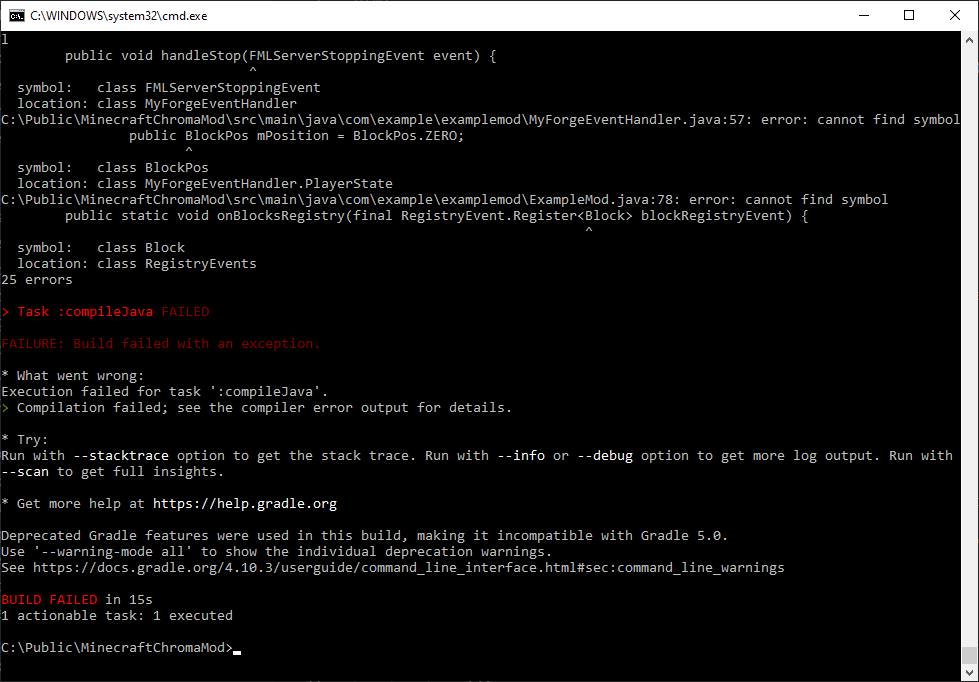 C:\WINDOWS\system32\cmd.exe
l
public void handleStop(FMLServerStoppingEvent event) {
^
symbol:   class FMLServerStoppingEvent
location: class MyForgeEventHandler
C:\Public\MinecraftChromaMod\src\main\java\com\example\examplemod\MyForgeEventHandler.java:57: error: cannot find symbol
public BlockPos mPosition = BlockPos.ZERO;
^
symbol:   class BlockPos
location: class MyForgeEventHandler.PlayerState
C:\Public\MinecraftChromaMod\src\main\java\com\example\examplemod\ExampleMod.java:78: error: cannot find symbol
public static void onBlocksRegistry(final RegistryEvent.Register<Block> blockRegistryEvent) {
^
symbol:   class Block
location: class RegistryEvents
25 errors
> Task :compileJava FAILED
FAILURE: Build failed with an exception.
* What went wrong:
Execution failed for task ':compileJava'.
> Compilation failed; see the compiler error output for details.
* Try:
Run with --stacktrace option to get the stack trace. Run with --info or --debug option to get more log output. Run with
--scan to get full insights.
* Get more help at https://help.gradle.org
Deprecated Gradle features were used in this build, making it incompatible with Gradle 5.0.
Use '--warning-mode all' to show the individual deprecation warnings.
See https://docs.gradle.org/4.10.3/userguide/command_line_interface.html#sec:command_line_warnings
BUILD FAILED in 15s
1 actionable task: 1 executed
C:\Public\MinecraftChromaMod>